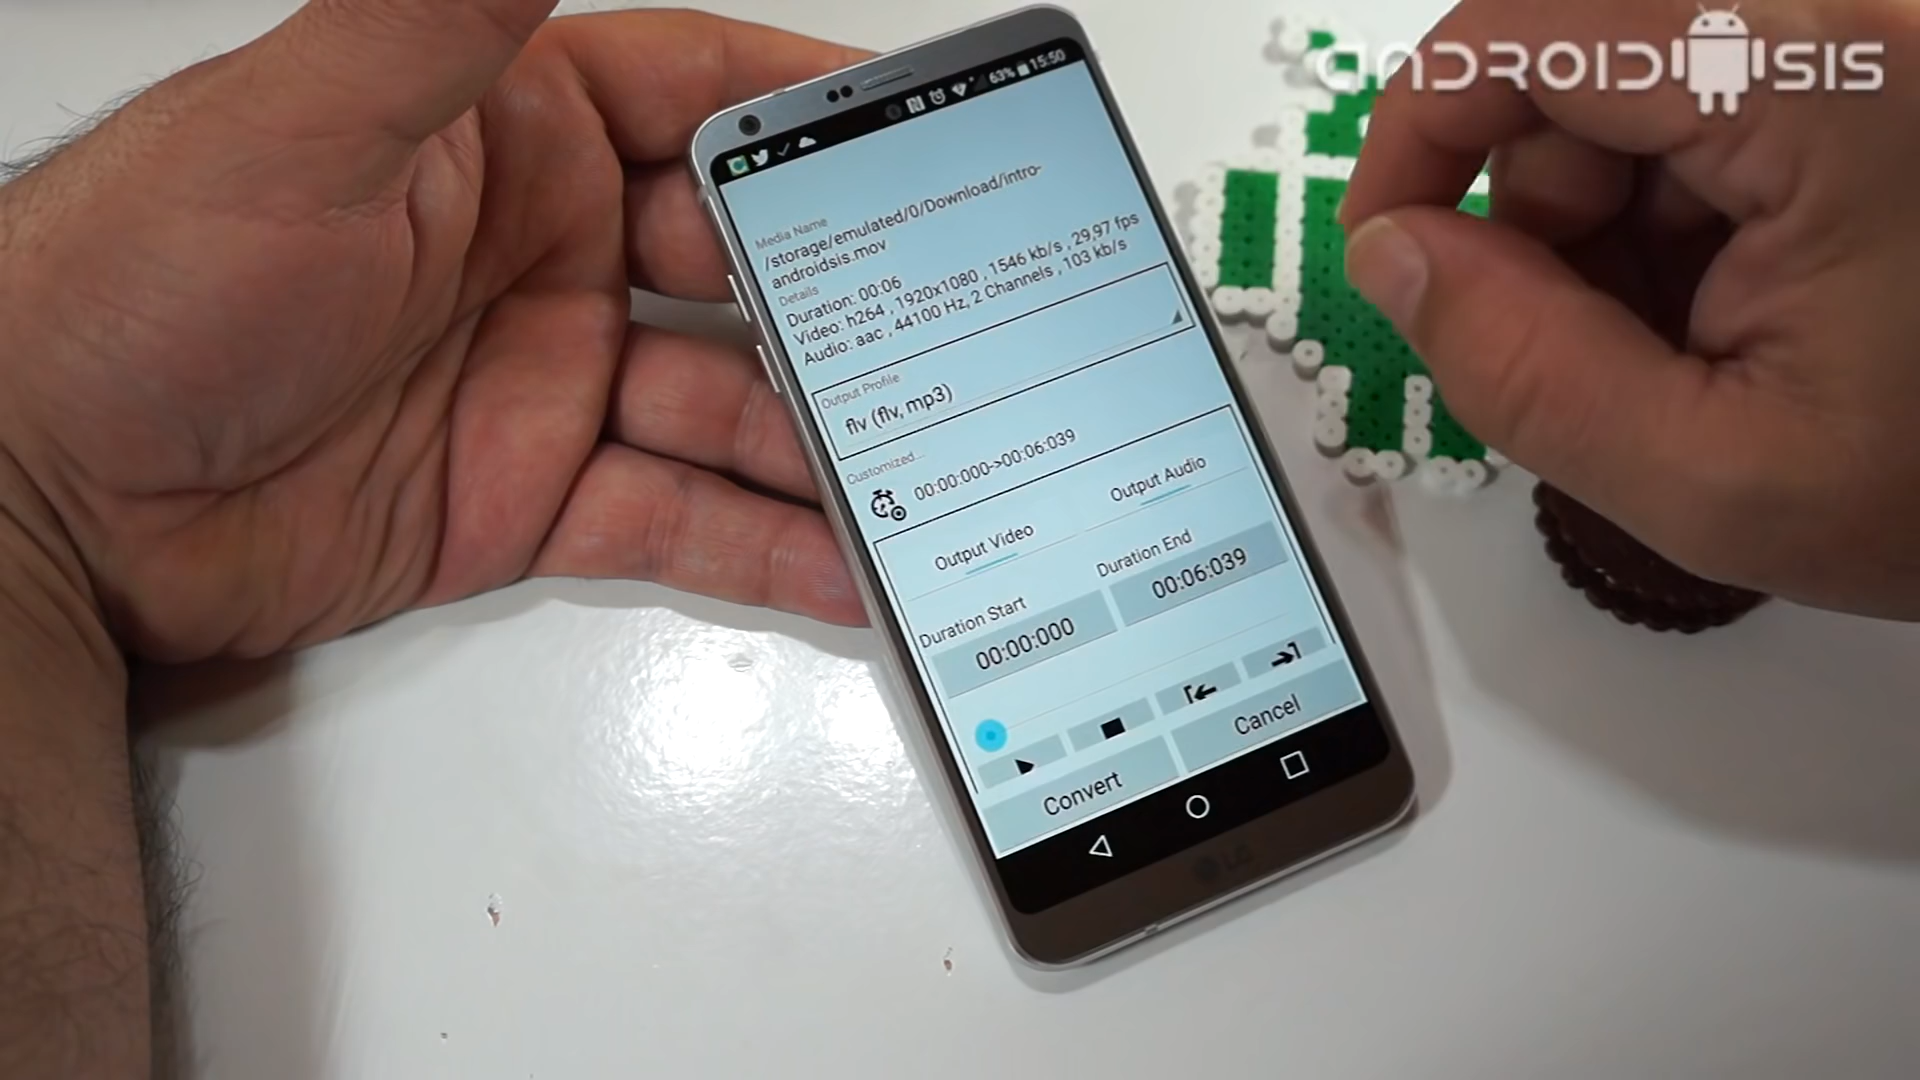 ANDROIDSIS
63% 15:50
Media Name
/storage/emulated/0/Download/intro-
androidsis.mov
Details
Duration: 00:06
Video: h264 , 1920x1080 , 1546 kb/s , 29,97 fps
Audio: aac , 44100 Hz, 2 Channels , 103 kb/s
Output Profile
flv (flv, mp3)
Customized...
00:00:000->00:06:039
Output Video Output Audio
Duration Start Duration End
00:00:000 00:06:039
Convert Cancel
LG